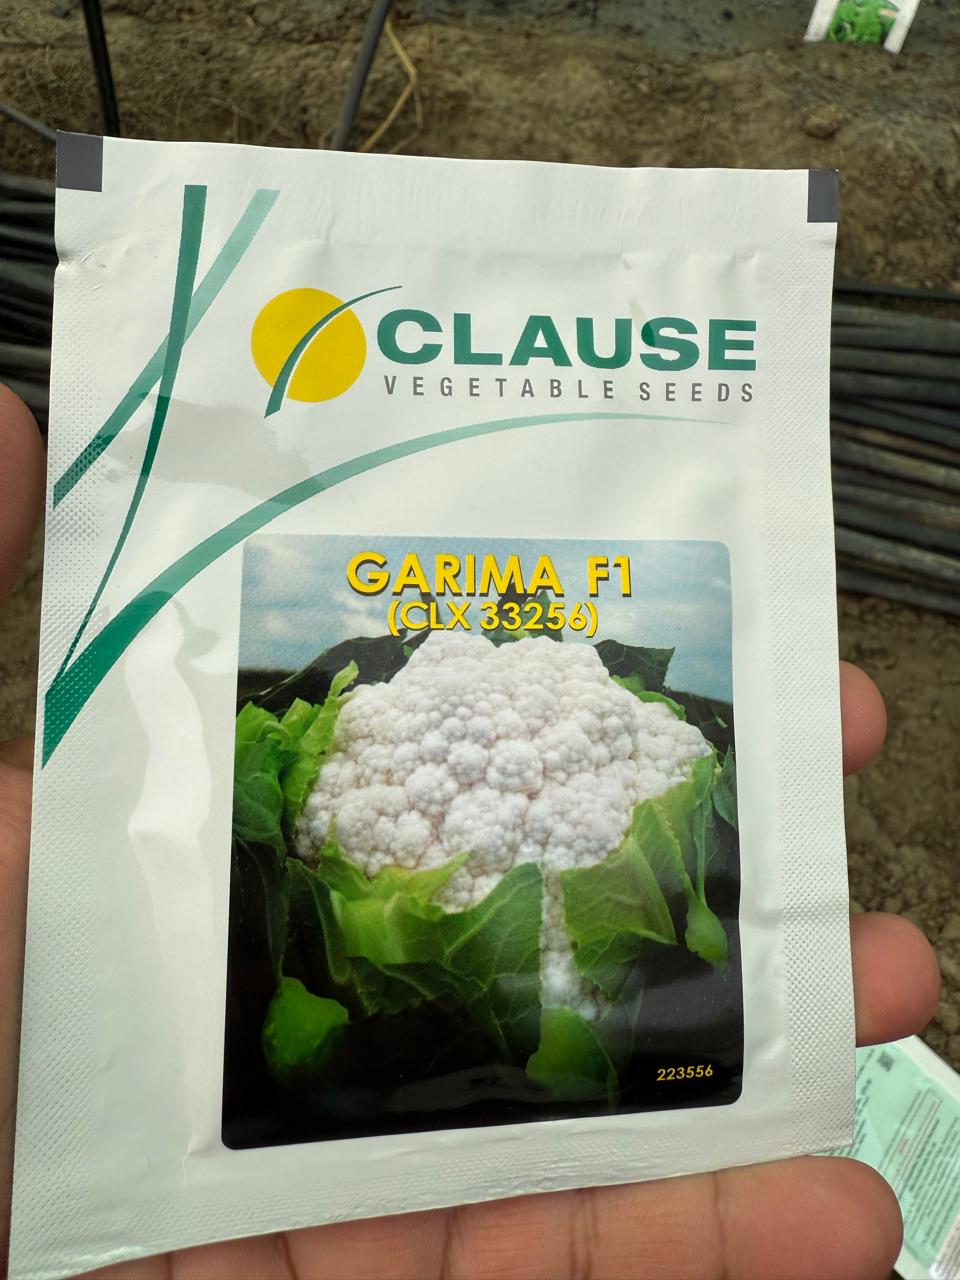 CLAUSE
VEGETABLE SEEDS
GARIMA F1
(CLX 33256)
223556